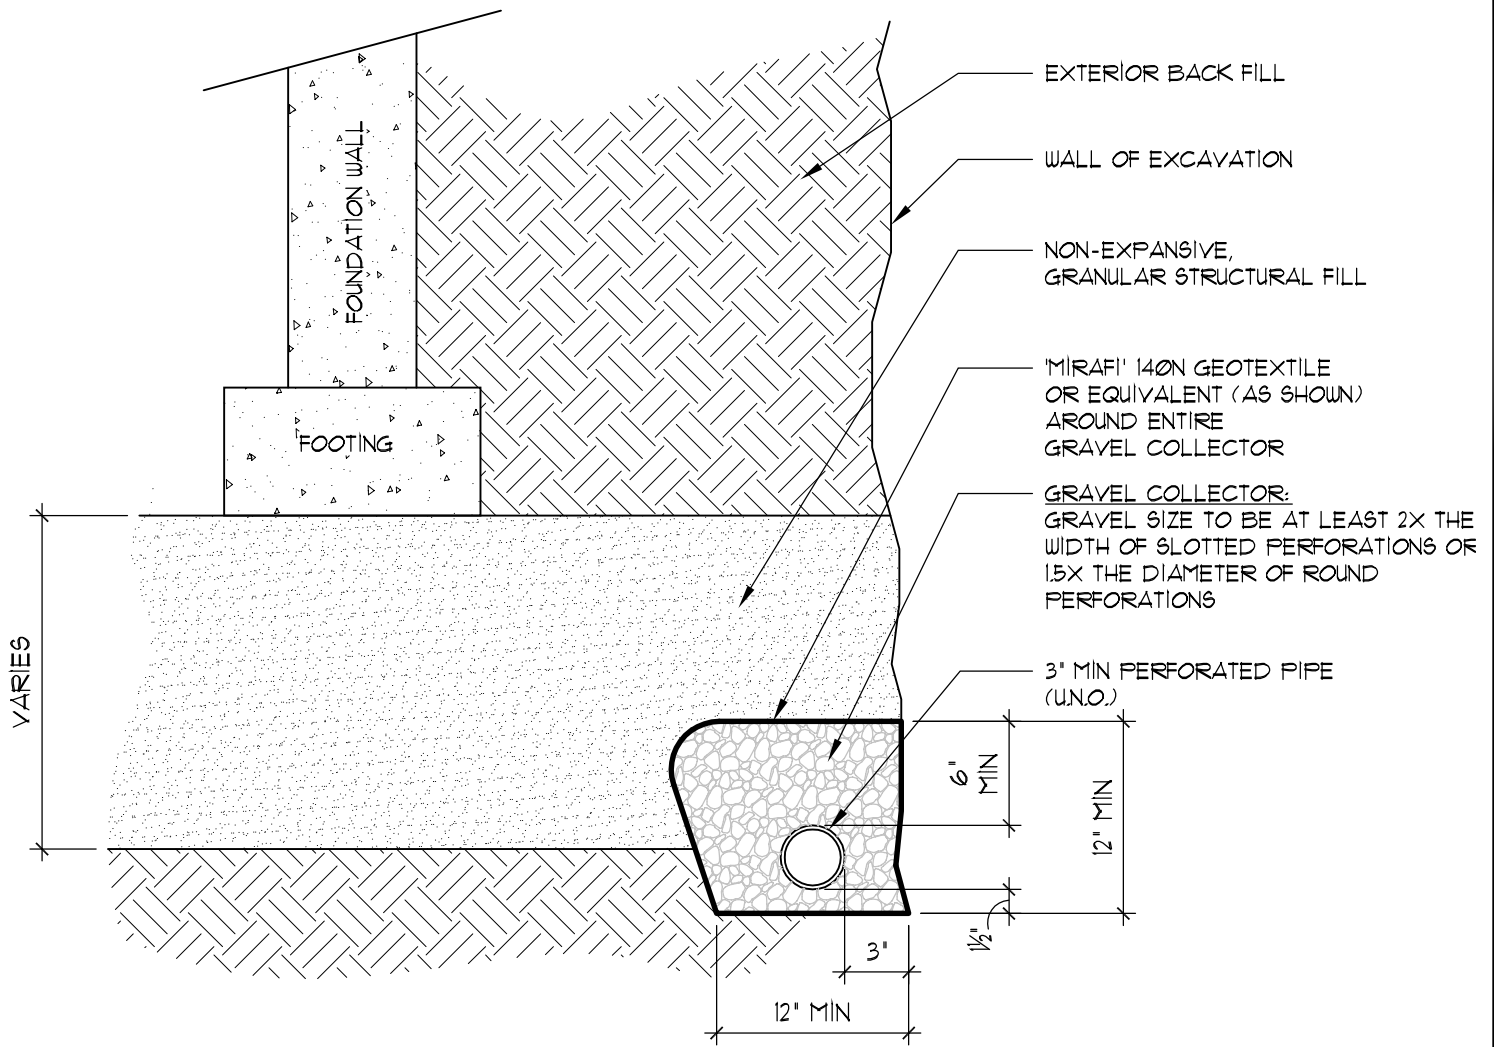 EXTERIOR BACK FILL
WALL OF EXCAVATION
NON-EXPANSIVE,
GRANULAR STRUCTURAL FILL
'MIRAFI' 140N GEOTEXTILE
OR EQUIVALENT (AS SHOWN)
AROUND ENTIRE
GRAVEL COLLECTOR
GRAVEL COLLECTOR:
GRAVEL SIZE TO BE AT LEAST 2X THE
WIDTH OF SLOTTED PERFORATIONS OR
1.5X THE DIAMETER OF ROUND
PERFORATIONS
3" MIN PERFORATED PIPE
(U.N.O.)
FOUNDATION WALL
FOOTING
VARIES
6"
MIN
12" MIN
1½"
3"
12" MIN